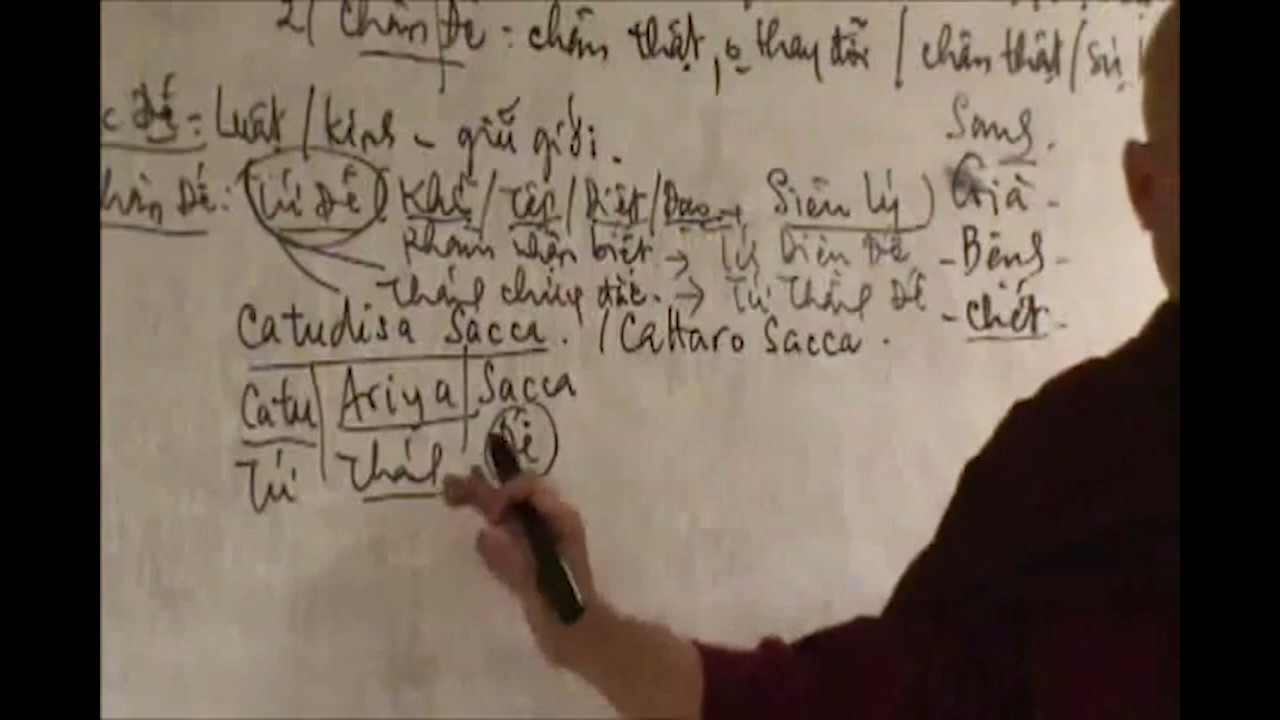 2/ Chân Đế : chân thật, o thay đổi / chân thật / sự
c Đế = Luật / kinh - giữ giới.
hân Đế : Tứ Đế ( Khổ / Tập / Diệt / Đạo → Siêu lý )
Phàm nhân biết → Tứ Diệu Đế
Thánh chứng đắc. → Tứ Thánh Đế
Sanh.
Già -
- Bệnh -
- chết -
Catudisa Sacca. / Cattaro Sacca.
Catu | Ariya | Sacca
Tứ | Thánh | Đế